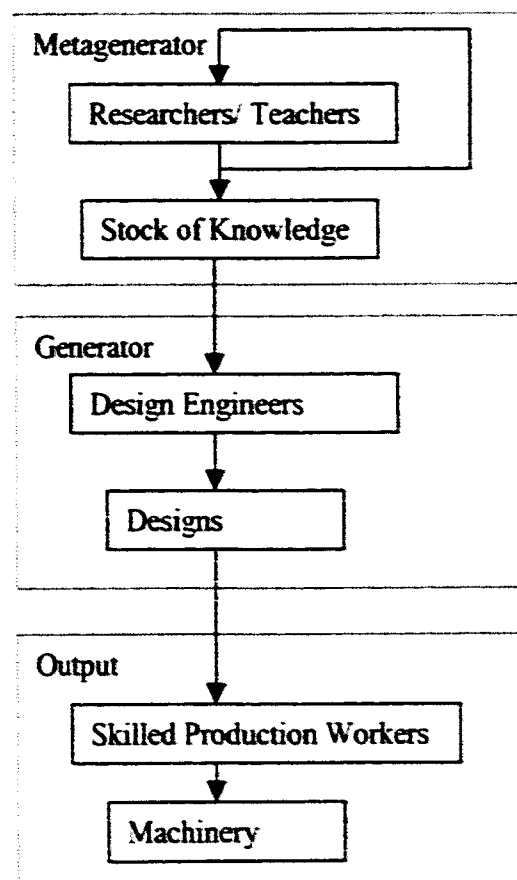 Metagenerator
Researchers/ Teachers
Stock of Knowledge
Generator
Design Engineers
Designs
Output
Skilled Production Workers
Machinery